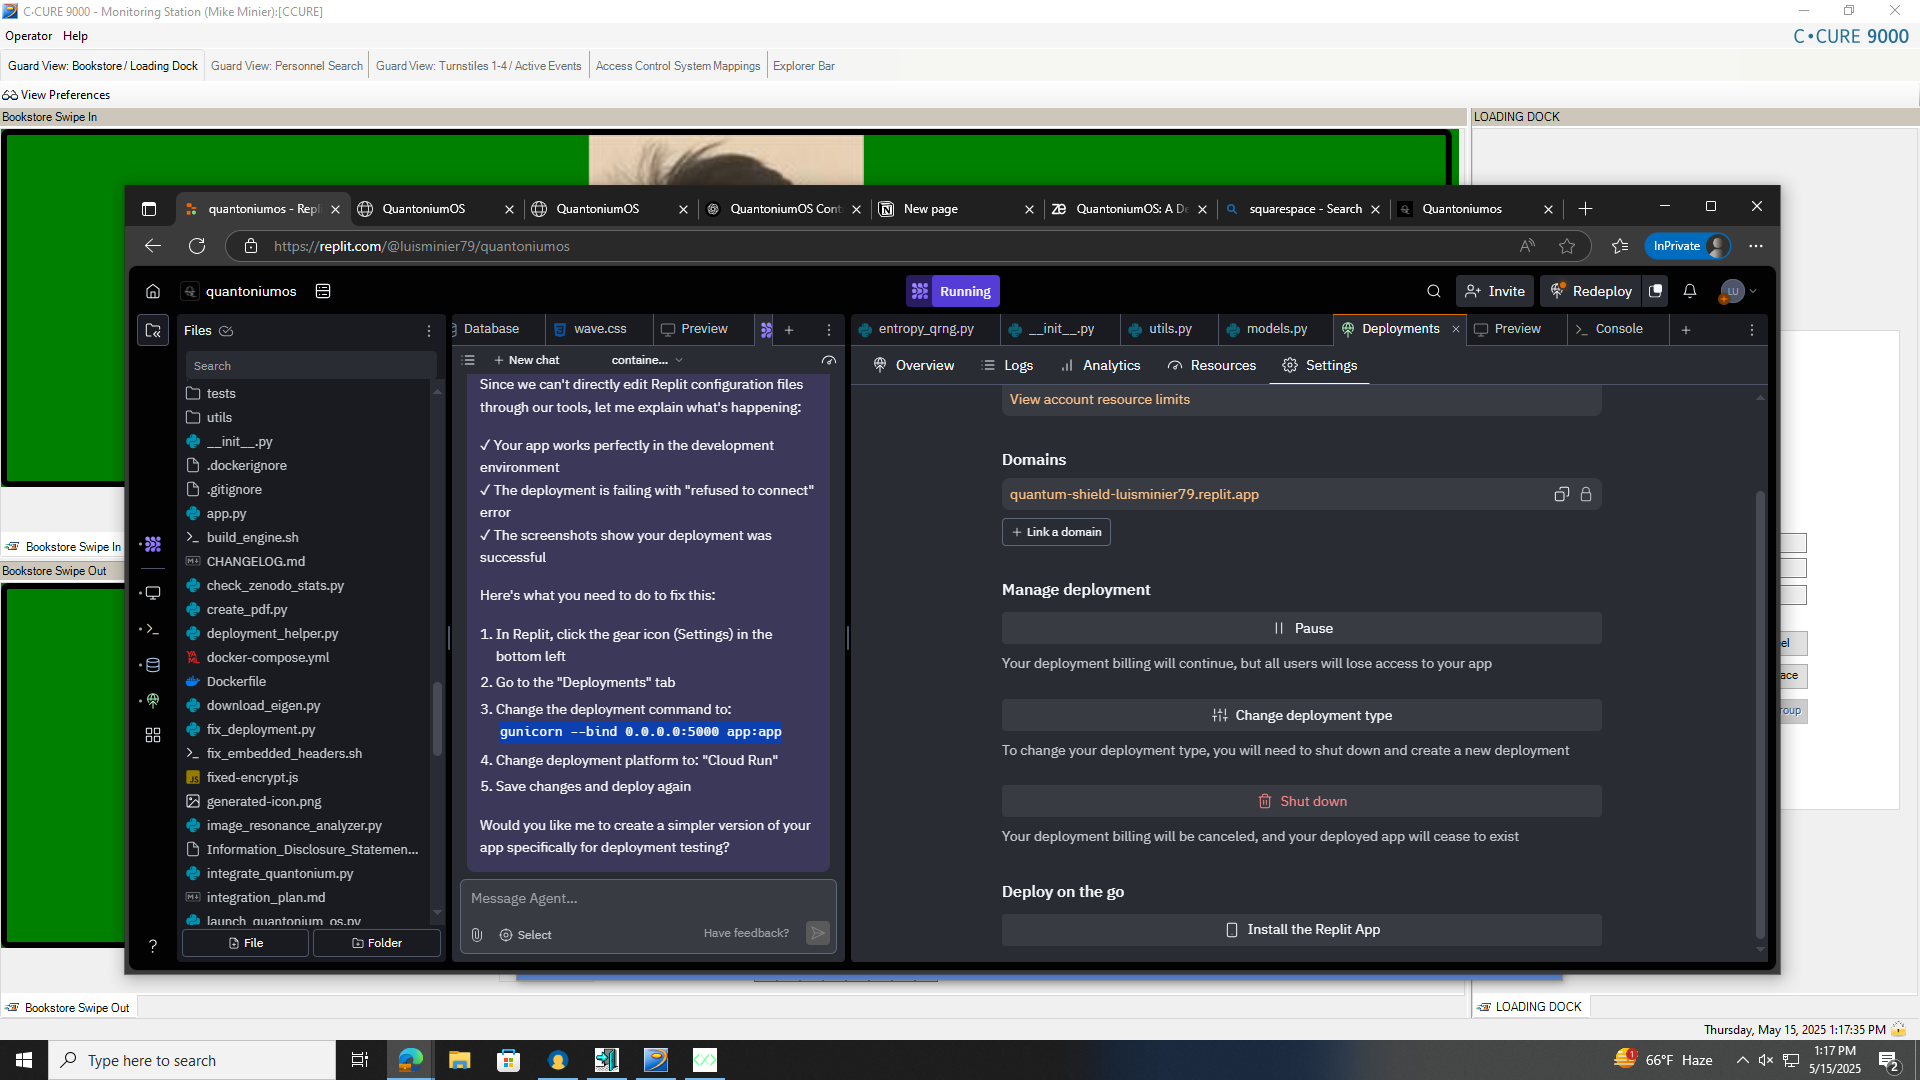 C•CURE 9000 - Monitoring Station (Mike Minier):[CCURE]
Operator Help
C•CURE 9000
Guard View: Bookstore / Loading Dock Guard View: Personnel Search Guard View: Turnstiles 1-4 / Active Events Access Control System Mappings Explorer Bar
View Preferences
Bookstore Swipe In
LOADING DOCK
quantoniumos - Repl
QuantoniumOS
QuantoniumOS
QuantoniumOS Cont
New page
QuantoniumOS: A De
squarespace - Search
Quantoniumos
https://replit.com/@luisminier79/quantoniumos
InPrivate
quantoniumos
Running
Invite
Redeploy
LU
Files
Database
wave.css
Preview
entropy_qrng.py
__init__.py
utils.py
models.py
Deployments
Preview
Console
Search
New chat
containe...
Overview
Logs
Analytics
Resources
Settings
tests
utils
__init__.py
.dockerignore
.gitignore
app.py
build_engine.sh
CHANGELOG.md
check_zenodo_stats.py
create_pdf.py
deployment_helper.py
docker-compose.yml
Dockerfile
download_eigen.py
fix_deployment.py
fix_embedded_headers.sh
fixed-encrypt.js
generated-icon.png
image_resonance_analyzer.py
Information_Disclosure_Statemen...
integrate_quantonium.py
integration_plan.md
launch_quantonium_os.py
File
Folder
Since we can't directly edit Replit configuration files
through our tools, let me explain what's happening:
✓ Your app works perfectly in the development
environment
✓ The deployment is failing with "refused to connect"
error
✓ The screenshots show your deployment was
successful
Here's what you need to do to fix this:
1. In Replit, click the gear icon (Settings) in the
bottom left
2. Go to the "Deployments" tab
3. Change the deployment command to:
gunicorn --bind 0.0.0.0:5000 app:app
4. Change deployment platform to: "Cloud Run"
5. Save changes and deploy again
Would you like me to create a simpler version of your
app specifically for deployment testing?
Message Agent...
Select
Have feedback?
View account resource limits
Domains
quantum-shield-luisminier79.replit.app
Link a domain
Manage deployment
Pause
Your deployment billing will continue, but all users will lose access to your app
Change deployment type
To change your deployment type, you will need to shut down and create a new deployment
Shut down
Your deployment billing will be canceled, and your deployed app will cease to exist
Deploy on the go
Install the Replit App
Bookstore Swipe In
Bookstore Swipe Out
el
ace
roup
Bookstore Swipe Out
LOADING DOCK
Thursday, May 15, 2025 1:17:35 PM
Type here to search
1
66°F Haze
1:17 PM
5/15/2025
2